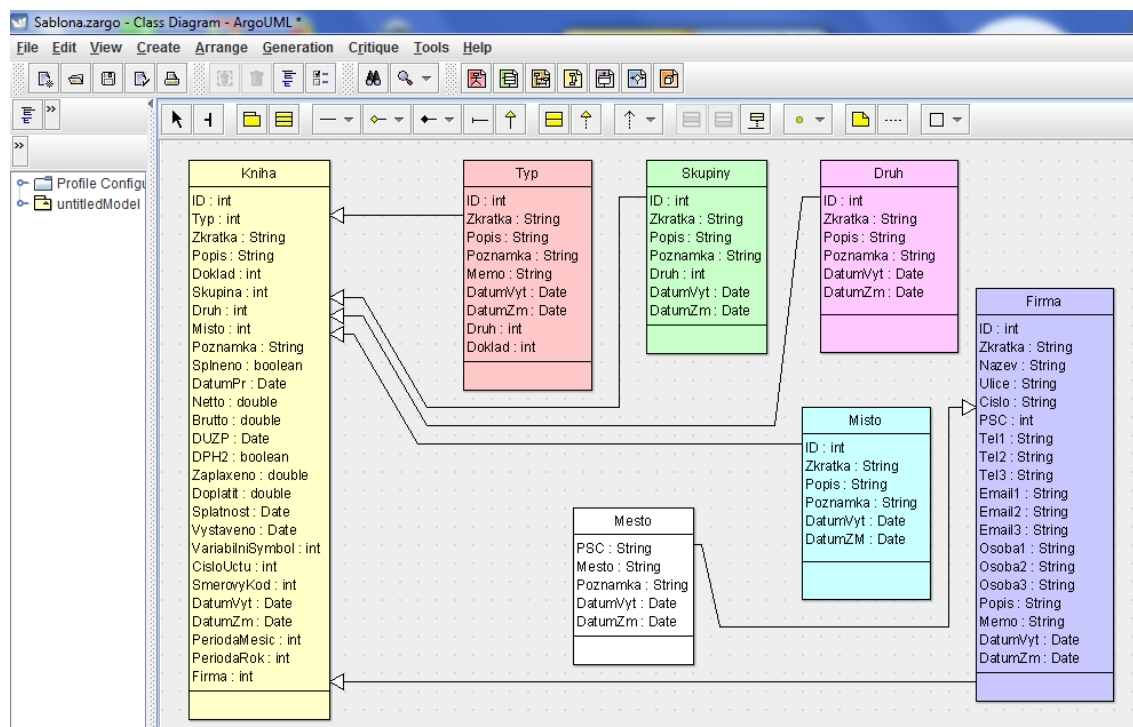 Sablona.zargo - Class Diagram - ArgoUML *
File Edit View Create Arrange Generation Critique Tools Help
Profile Configu
untitledModel
Kniha
ID : int
Typ : int
Zkratka : String
Popis : String
Doklad : int
Skupina : int
Druh : int
Misto : int
Poznamka : String
Splneno : boolean
DatumPr : Date
Netto : double
Brutto : double
DUZP : Date
DPH2 : boolean
Zaplaxeno : double
Doplatit : double
Splatnost : Date
Vystaveno : Date
VariabilniSymbol : int
CisloUctu : int
SmerovyKod : int
DatumVyt : Date
DatumZm : Date
PeriodaMesic : int
PeriodaRok : int
Firma : int
Typ
ID : int
Zkratka : String
Popis : String
Poznamka : String
Memo : String
DatumVyt : Date
DatumZm : Date
Druh : int
Doklad : int
Skupiny
ID : int
Zkratka : String
Popis : String
Poznamka : String
Druh : int
DatumVyt : Date
DatumZm : Date
Druh
ID : int
Zkratka : String
Popis : String
Poznamka : String
DatumVyt : Date
DatumZm : Date
Firma
ID : int
Zkratka : String
Nazev : String
Ulice : String
Cislo : String
PSC : int
Tel1 : String
Tel2 : String
Tel3 : String
Email1 : String
Email2 : String
Email3 : String
Osoba1 : String
Osoba2 : String
Osoba3 : String
Popis : String
Memo : String
DatumVyt : Date
DatumZm : Date
Misto
ID : int
Zkratka : String
Popis : String
Poznamka : String
DatumVyt : Date
DatumZM : Date
Mesto
PSC : String
Mesto : String
Poznamka : String
DatumVyt : Date
DatumZm : Date